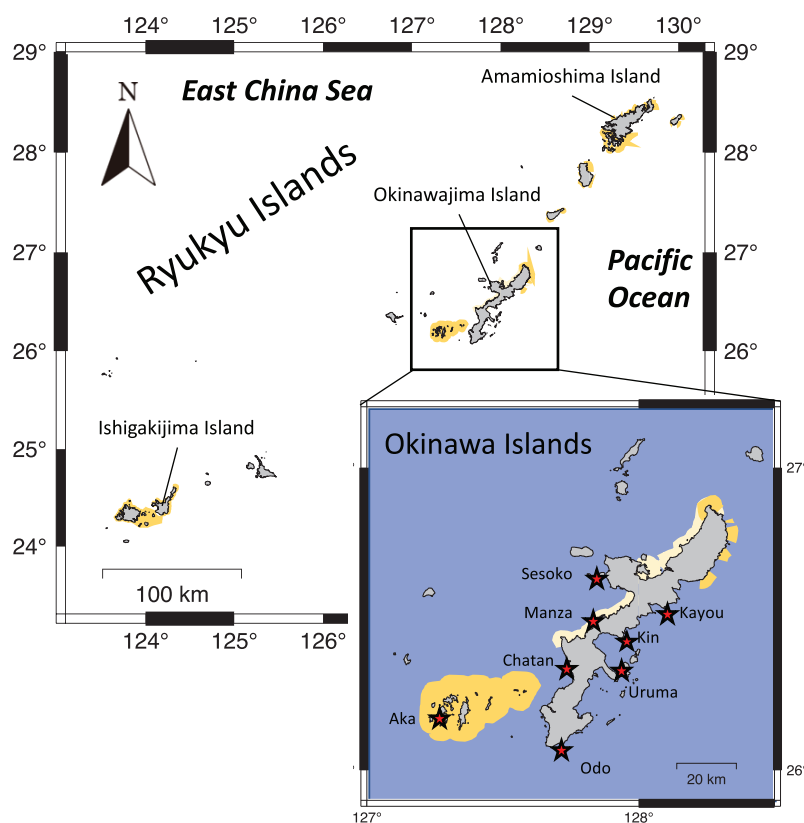 124° 125° 126° 127° 128° 129° 130°
29° 29°
East China Sea
Amamioshima Island
N
28° 28°
Ryukyu Islands
Okinawajima Island
27° 27°
Pacific
Ocean
26° 26°
Ishigakijima Island
25°
Okinawa Islands
27°
24°
Sesoko
100 km
Manza
Kayou
124° 125° 126°
Kin
Chatan
Uruma
Aka
Odo
20 km
26°
127° 128°